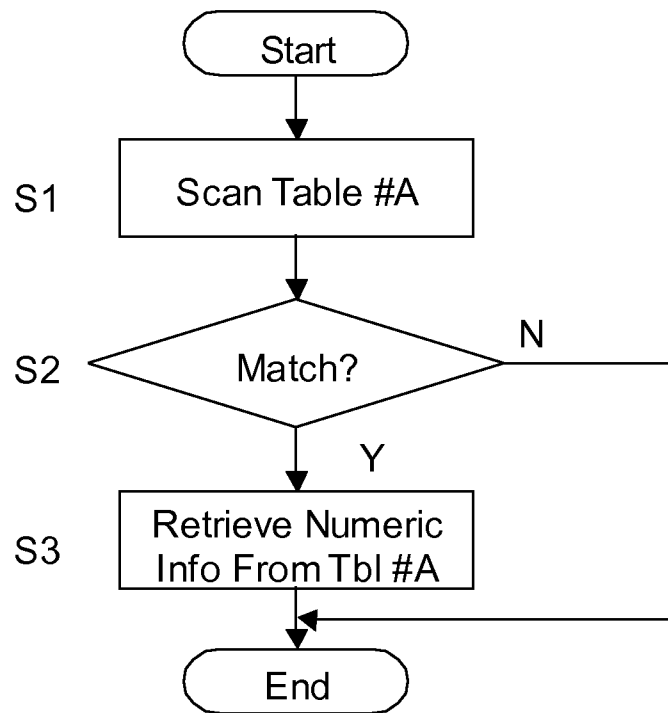 Start
S1
Scan Table #A
S2
Match?
N
Y
S3
Retrieve Numeric
Info From Tbl #A
End